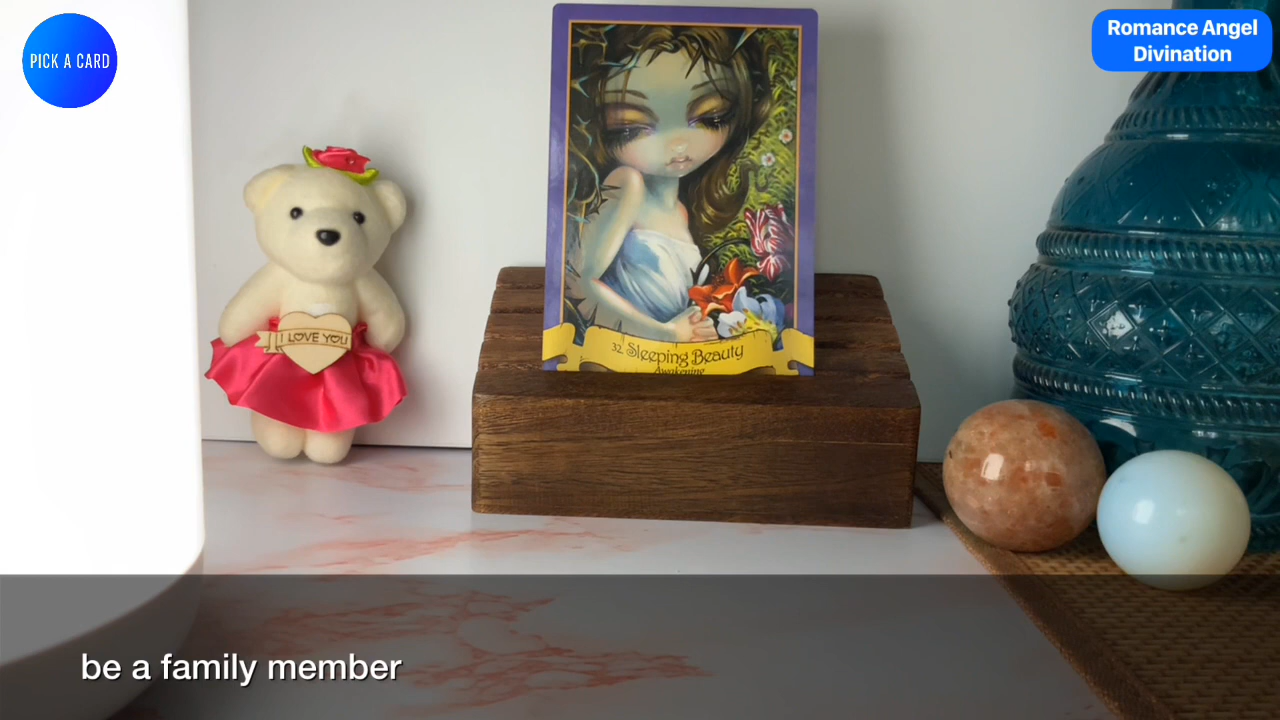 PICK A CARD
Romance Angel
Divination
I LOVE YOU
32 Sleeping Beauty
Awakening
be a family member